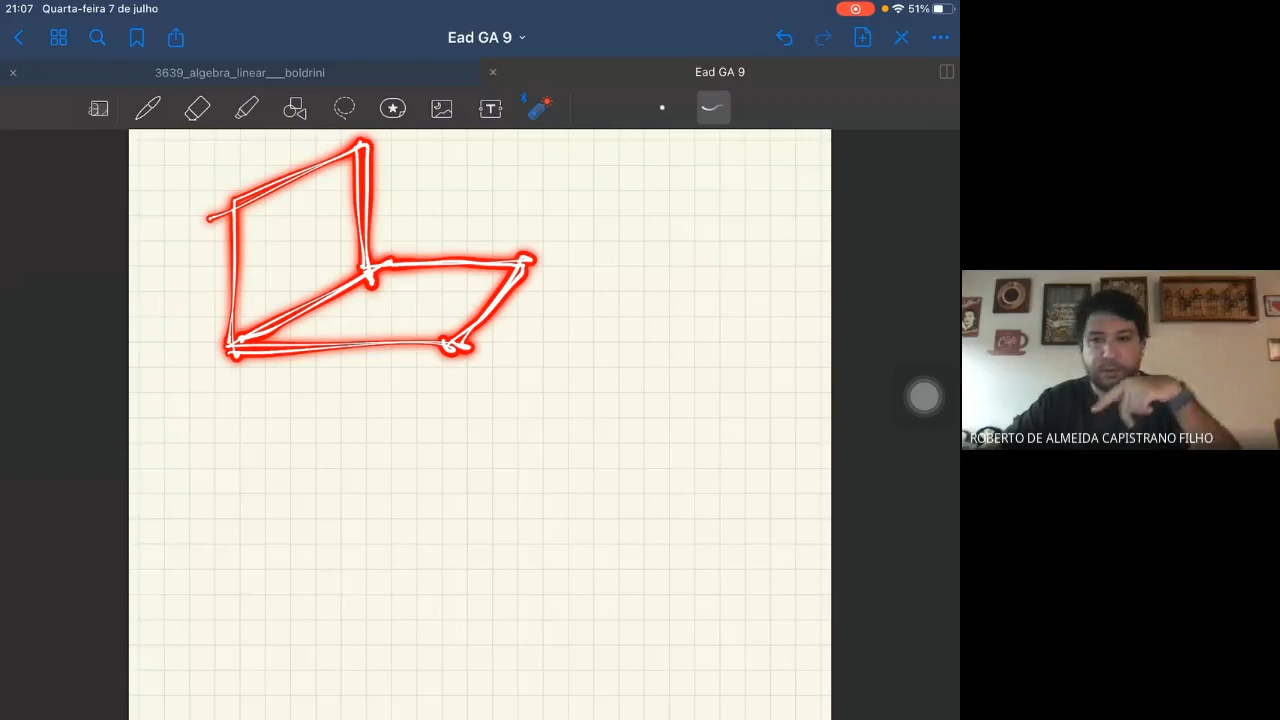 21:07 Quarta-feira 7 de julho
51%
Ead GA 9
3639_algebra_linear___boldrini
Ead GA 9
T
Café
ROBERTO DE ALMEIDA CAPISTRANO FILHO